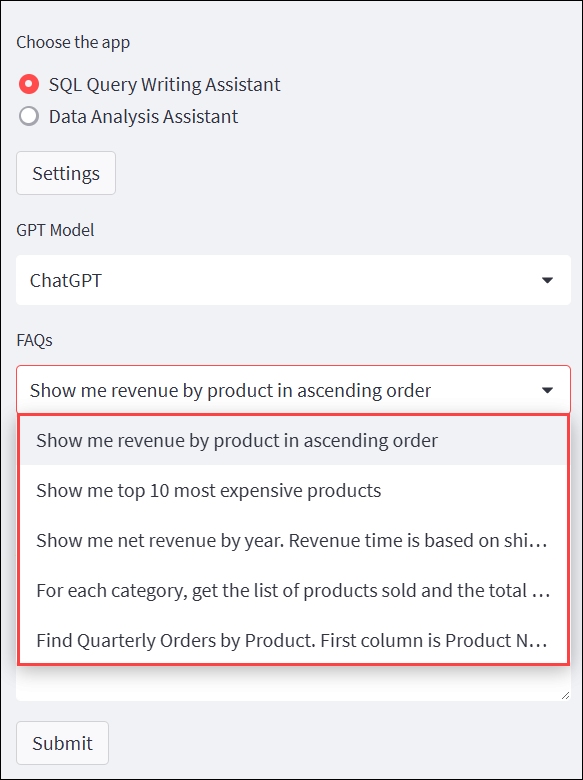 Choose the app
SQL Query Writing Assistant
Data Analysis Assistant
Settings
GPT Model
ChatGPT
FAQs
Show me revenue by product in ascending order
Show me revenue by product in ascending order
Show me top 10 most expensive products
Show me net revenue by year. Revenue time is based on shi...
For each category, get the list of products sold and the total ...
Find Quarterly Orders by Product. First column is Product N...
Submit